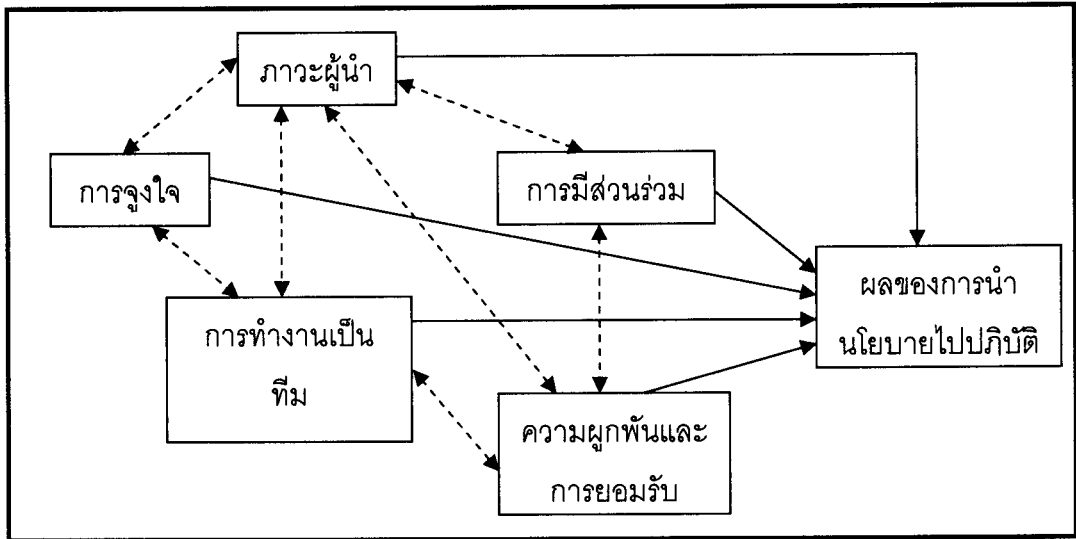 ภาวะผู้นำ
การจูงใจ
การมีส่วนร่วม
ผลของการนำ
นโยบายไปปฏิบัติ
การทำงานเป็น
ทีม
ความผูกพันและ
การยอมรับ